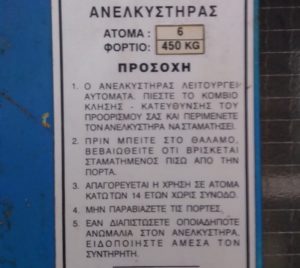 ΑΝΕΛΚΥΣΤΗΡΑΣ
ΑΤΟΜΑ : 6
ΦΟΡΤΙΟ: 450 KG
ΠΡΟΣΟΧΗ
1. Ο ΑΝΕΛΚΥΣΤΗΡΑΣ ΛΕΙΤΟΥΡΓΕΙ
ΑΥΤΟΜΑΤΑ. ΠΙΕΣΤΕ ΤΟ ΚΟΜΒΙΟ
ΚΛΗΣΗΣ - ΚΑΤΕΥΘΥΝΣΗΣ ΤΟΥ
ΠΡΟΟΡΙΣΜΟΥ ΣΑΣ ΚΑΙ ΠΕΡΙΜΕΝΕΤΕ
ΤΟΝ ΑΝΕΛΚΥΣΤΗΡΑ ΝΑ ΣΤΑΜΑΤΗΣΕΙ.
2. ΠΡΙΝ ΜΠΕΙΤΕ ΣΤΟ ΘΑΛΑΜΟ,
ΒΕΒΑΙΩΘΕΙΤΕ ΟΤΙ ΒΡΙΣΚΕΤΑΙ
ΣΤΑΜΑΤΗΜΕΝΟΣ ΠΙΣΩ ΑΠΟ ΤΗΝ
ΠΟΡΤΑ.
3. ΑΠΑΓΟΡΕΥΕΤΑΙ Η ΧΡΗΣΗ ΣΕ ΑΤΟΜΑ
ΚΑΤΩ ΤΩΝ 14 ΕΤΩΝ ΧΩΡΙΣ ΣΥΝΟΔΟ.
4. ΜΗΝ ΠΑΡΑΒΙΑΖΕΤΕ ΤΙΣ ΠΟΡΤΕΣ.
5. ΕΑΝ ΔΙΑΠΙΣΤΩΣΕΤΕ ΟΠΟΙΑΔΗΠΟΤΕ
ΑΝΩΜΑΛΙΑ ΣΤΟΝ ΑΝΕΛΚΥΣΤΗΡΑ,
ΕΙΔΟΠΟΙΗΣΤΕ ΑΜΕΣΑ ΤΟΝ
ΣΥΝΤΗΡΗΤΗ.